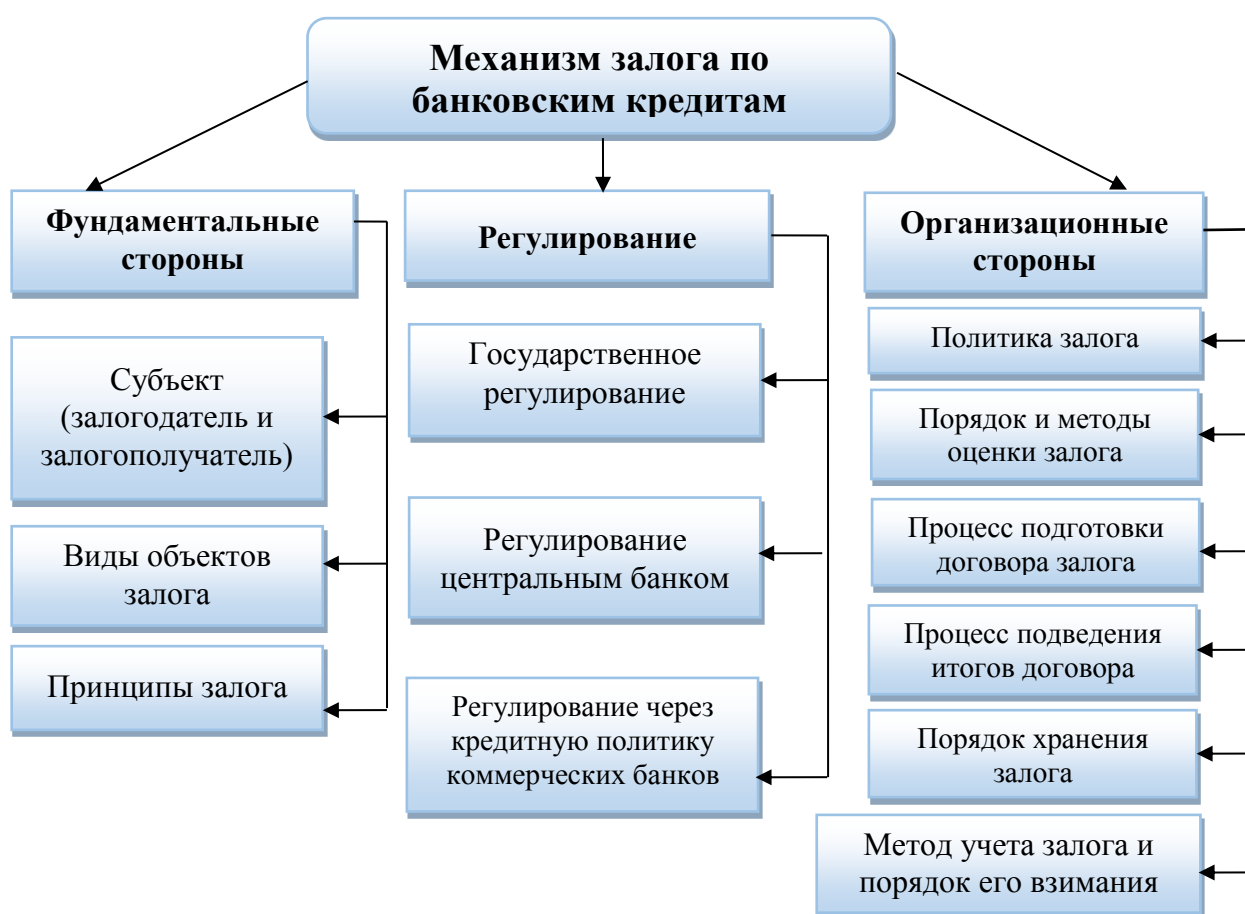 Механизм залога по
банковским кредитам
Фундаментальные
стороны
Субъект
(залогодатель и
залогополучатель)
Виды объектов
залога
Принципы залога
Регулирование
Государственное
регулирование
Регулирование
центральным банком
Регулирование через
кредитную политику
коммерческих банков
Организационные
стороны
Политика залога
Порядок и методы
оценки залога
Процесс подготовки
договора залога
Процесс подведения
итогов договора
Порядок хранения
залога
Метод учета залога и
порядок его взимания